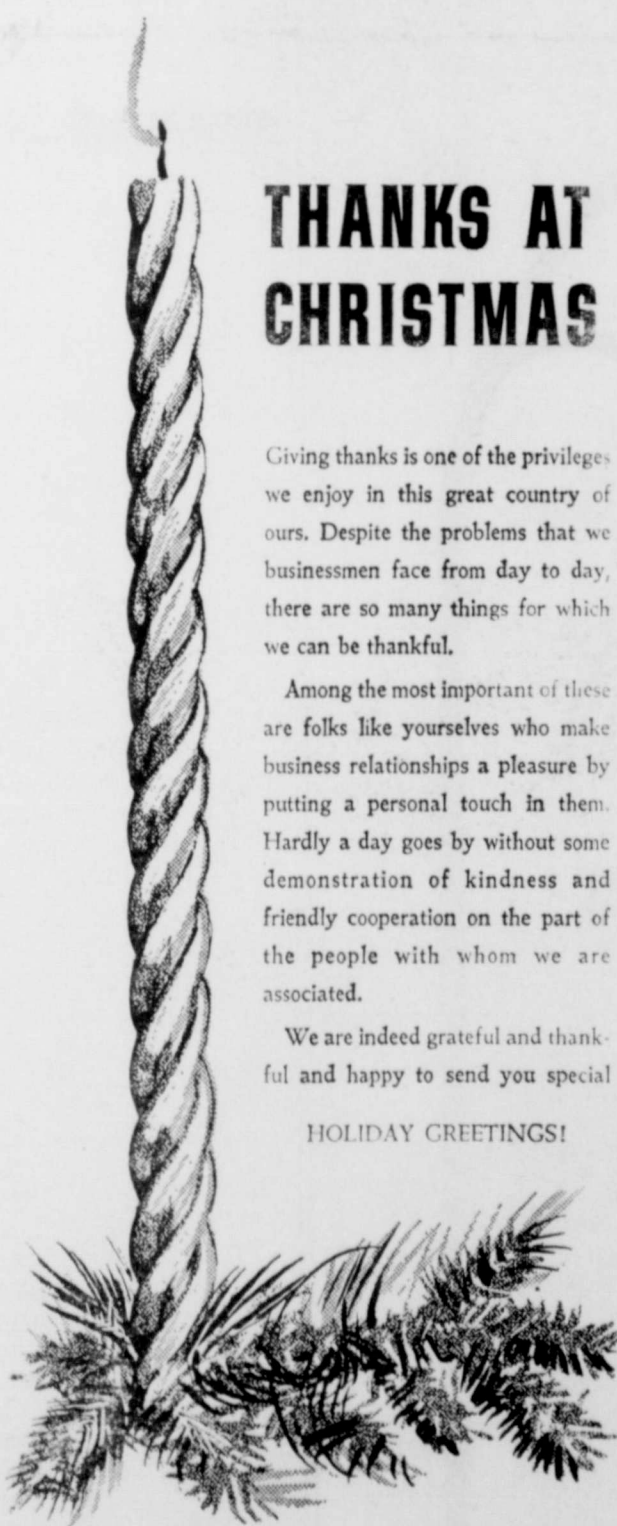 THANKS AT
CHRISTMAS
Giving thanks is one of the privileges
we enjoy in this great country of
ours. Despite the problems that we
businessmen face from day to day,
there are so many things for which
we can be thankful.
Among the most important of these
are folks like yourselves who make
business relationships a pleasure by
putting a personal touch in them.
Hardly a day goes by without some
demonstration of kindness and
friendly cooperation on the part of
the people with whom we are
associated.
We are indeed grateful and thank-
ful and happy to send you special
HOLIDAY GREETINGS!